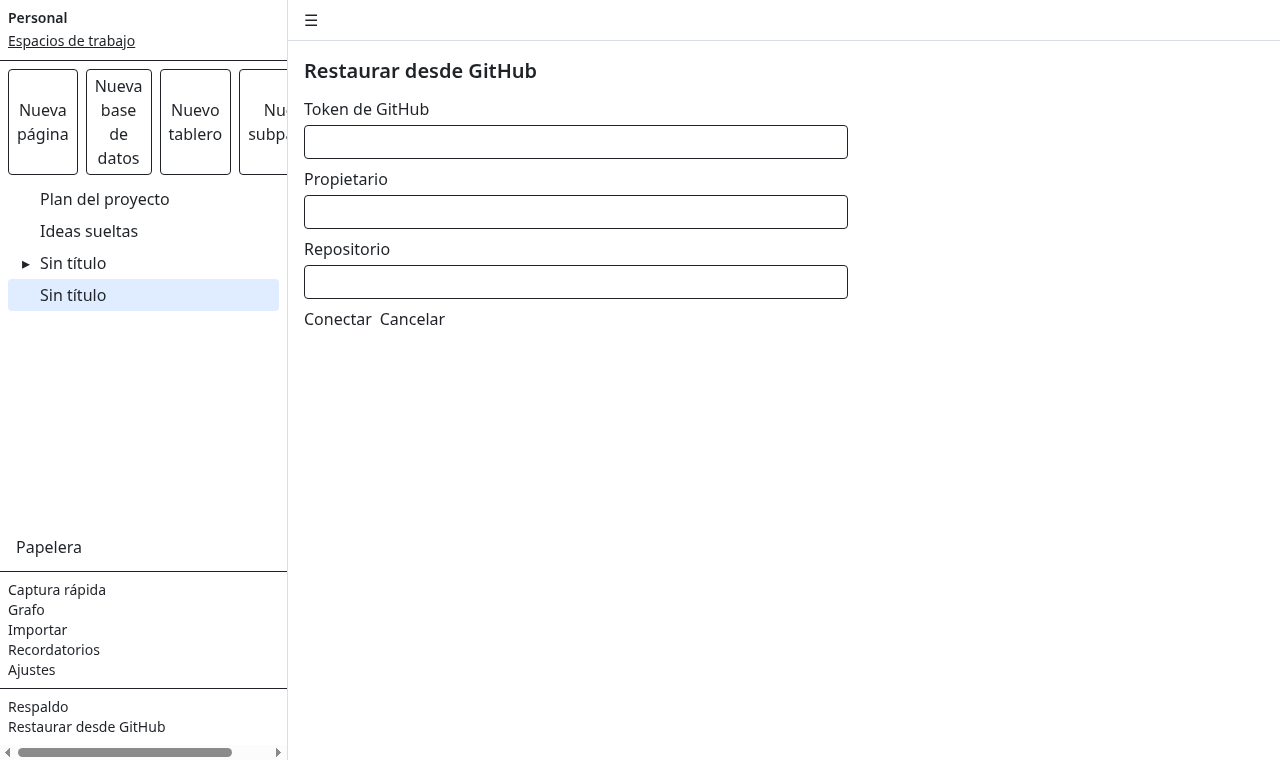 Personal
Espacios de trabajo
Nueva página
Nueva base de datos
Nuevo tablero
Plan del proyecto
Ideas sueltas
▸ Sin título
Sin título
Papelera
Captura rápida
Grafo
Importar
Recordatorios
Ajustes
Respaldo
Restaurar desde GitHub
☰
Restaurar desde GitHub
Token de GitHub
Propietario
Repositorio
Conectar Cancelar